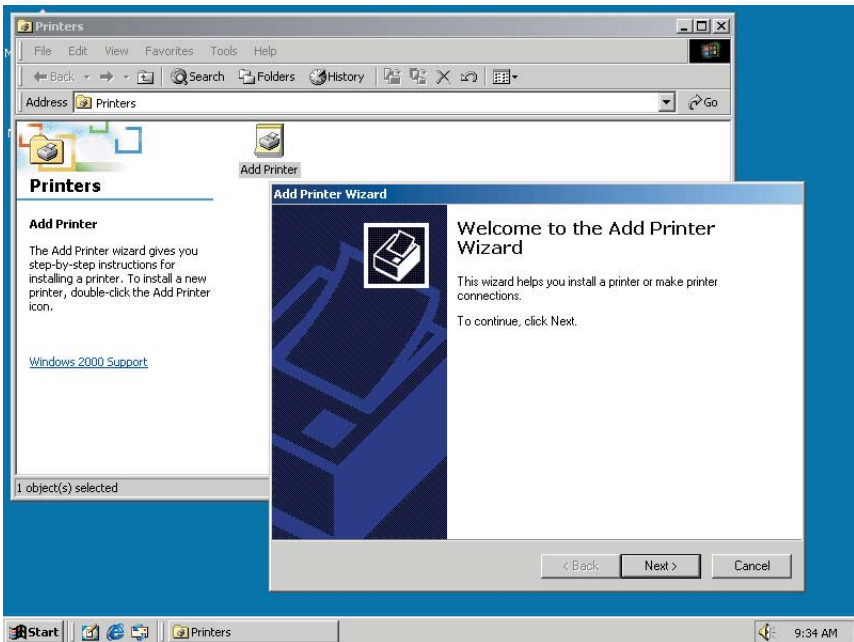 Printers
File Edit View Favorites Tools Help
Back Search Folders History
Address Printers Go
Printers
Add Printer
The Add Printer wizard gives you
step-by-step instructions for
installing a printer. To install a new
printer, double-click the Add Printer
icon.
Windows 2000 Support
Add Printer
1 object(s) selected
Add Printer Wizard
Welcome to the Add Printer
Wizard
This wizard helps you install a printer or make printer
connections.
To continue, click Next.
< Back Next > Cancel
Start Printers 9:34 AM